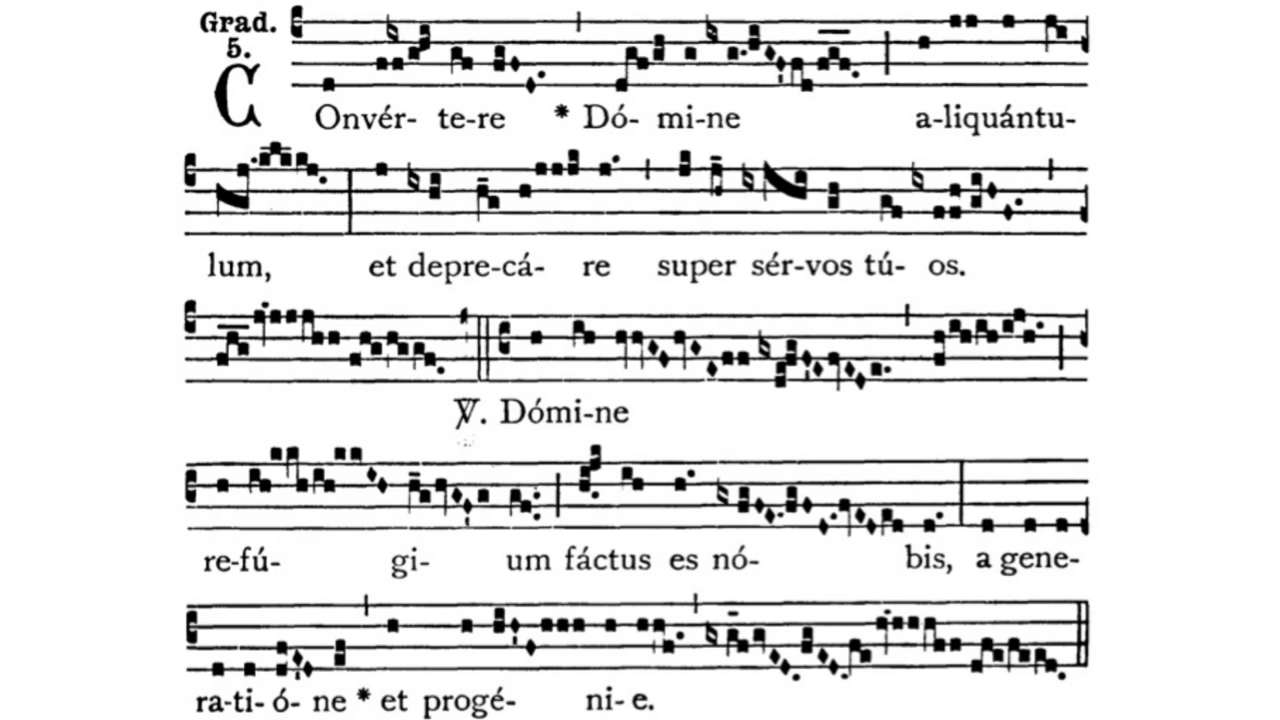 Grad.
5.
COnvér- te-re * Dó- mi-ne a-liquántu-
lum, et depre-cá- re super sér-vos tú- os.
℣. Dómi-ne
re-fú- gi- um fáctus es nó- bis, a gene-
ra-ti-ó- ne * et progé- ni- e.